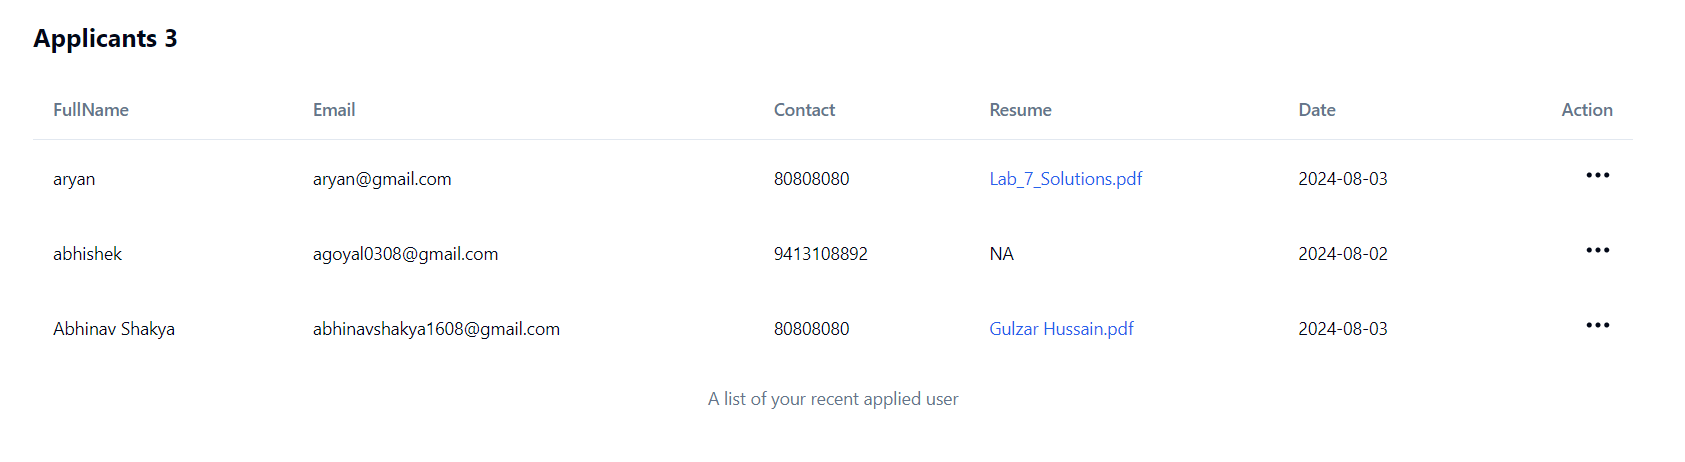 Applicants 3
FullName Email Contact Resume Date Action
aryan aryan@gmail.com 80808080 Lab_7_Solutions.pdf 2024-08-03
abhishek agoyal0308@gmail.com 9413108892 NA 2024-08-02
Abhinav Shakya abhinavshakya1608@gmail.com 80808080 Gulzar Hussain.pdf 2024-08-03
A list of your recent applied user